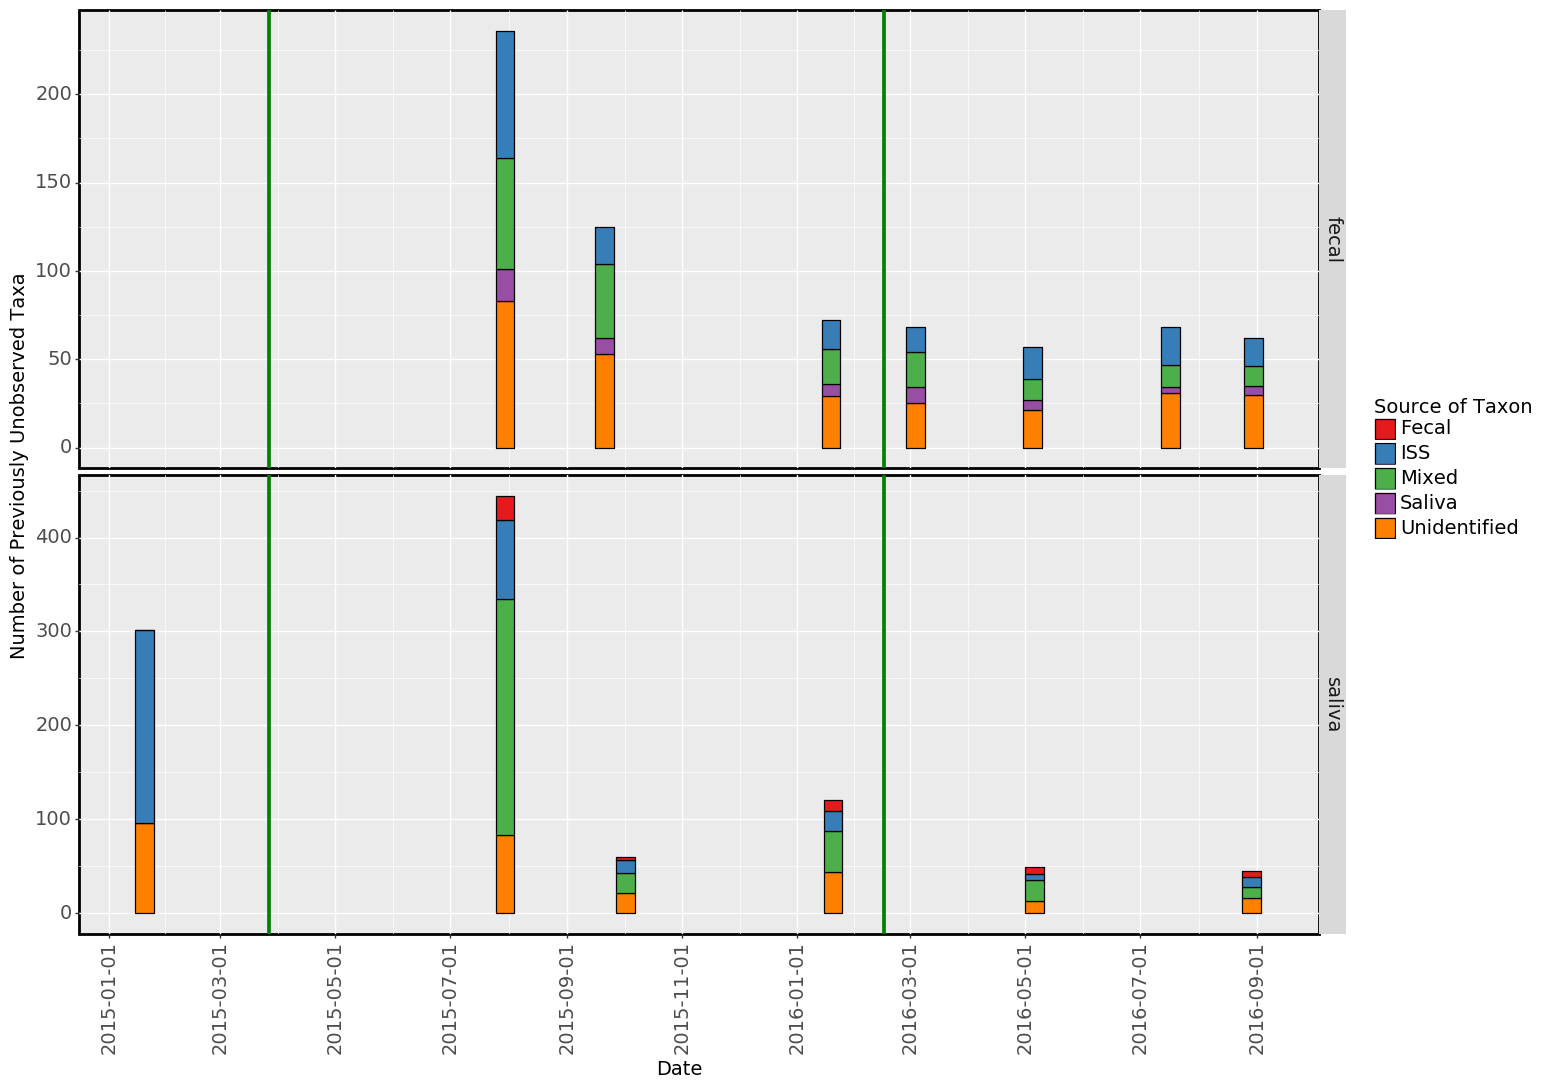 Number of Previously Unobserved Taxa
200
150
100
50
0
fecal
400
300
200
100
0
saliva
2015-01-01
2015-03-01
2015-05-01
2015-07-01
2015-09-01
2015-11-01
2016-01-01
2016-03-01
2016-05-01
2016-07-01
2016-09-01
Date
Source of Taxon
Fecal
ISS
Mixed
Saliva
Unidentified